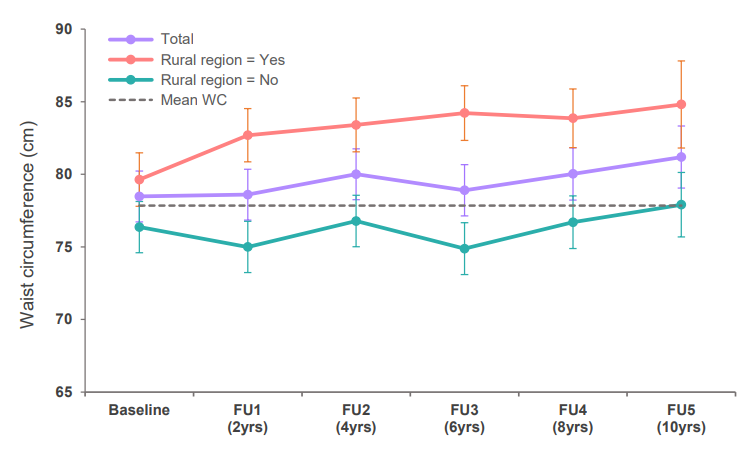 Total
Rural region = Yes
Rural region = No
Mean WC
Waist circumference (cm)
90
85
80
75
70
65
Baseline
FU1
(2yrs)
FU2
(4yrs)
FU3
(6yrs)
FU4
(8yrs)
FU5
(10yrs)